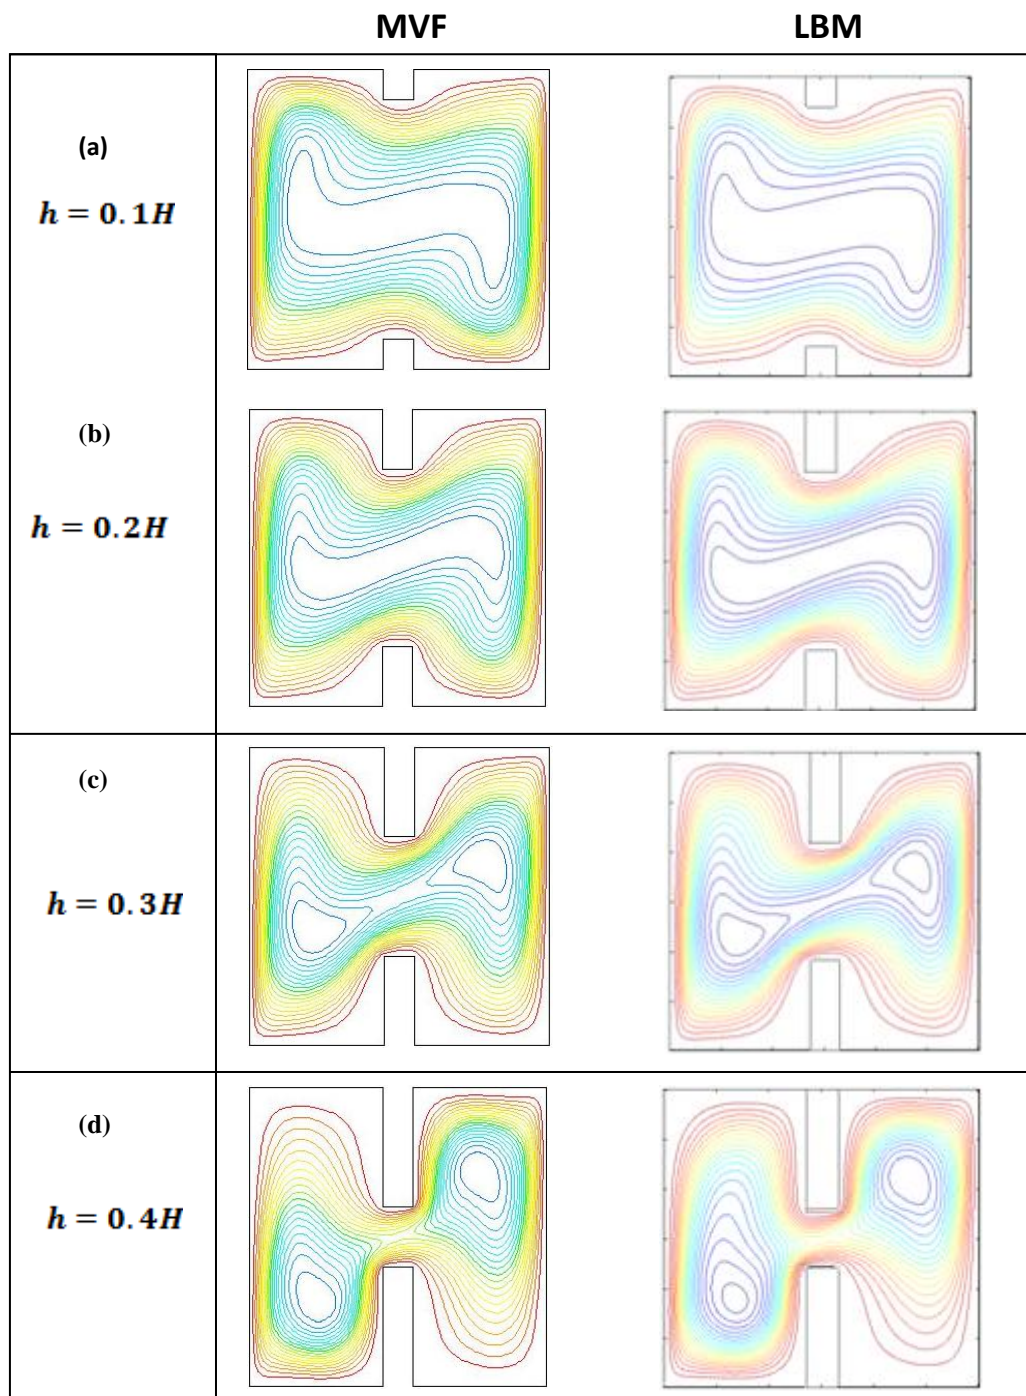 MVF LBM
(a)
h = 0.1H
(b)
h = 0.2H
(c)
h = 0.3H
(d)
h = 0.4H